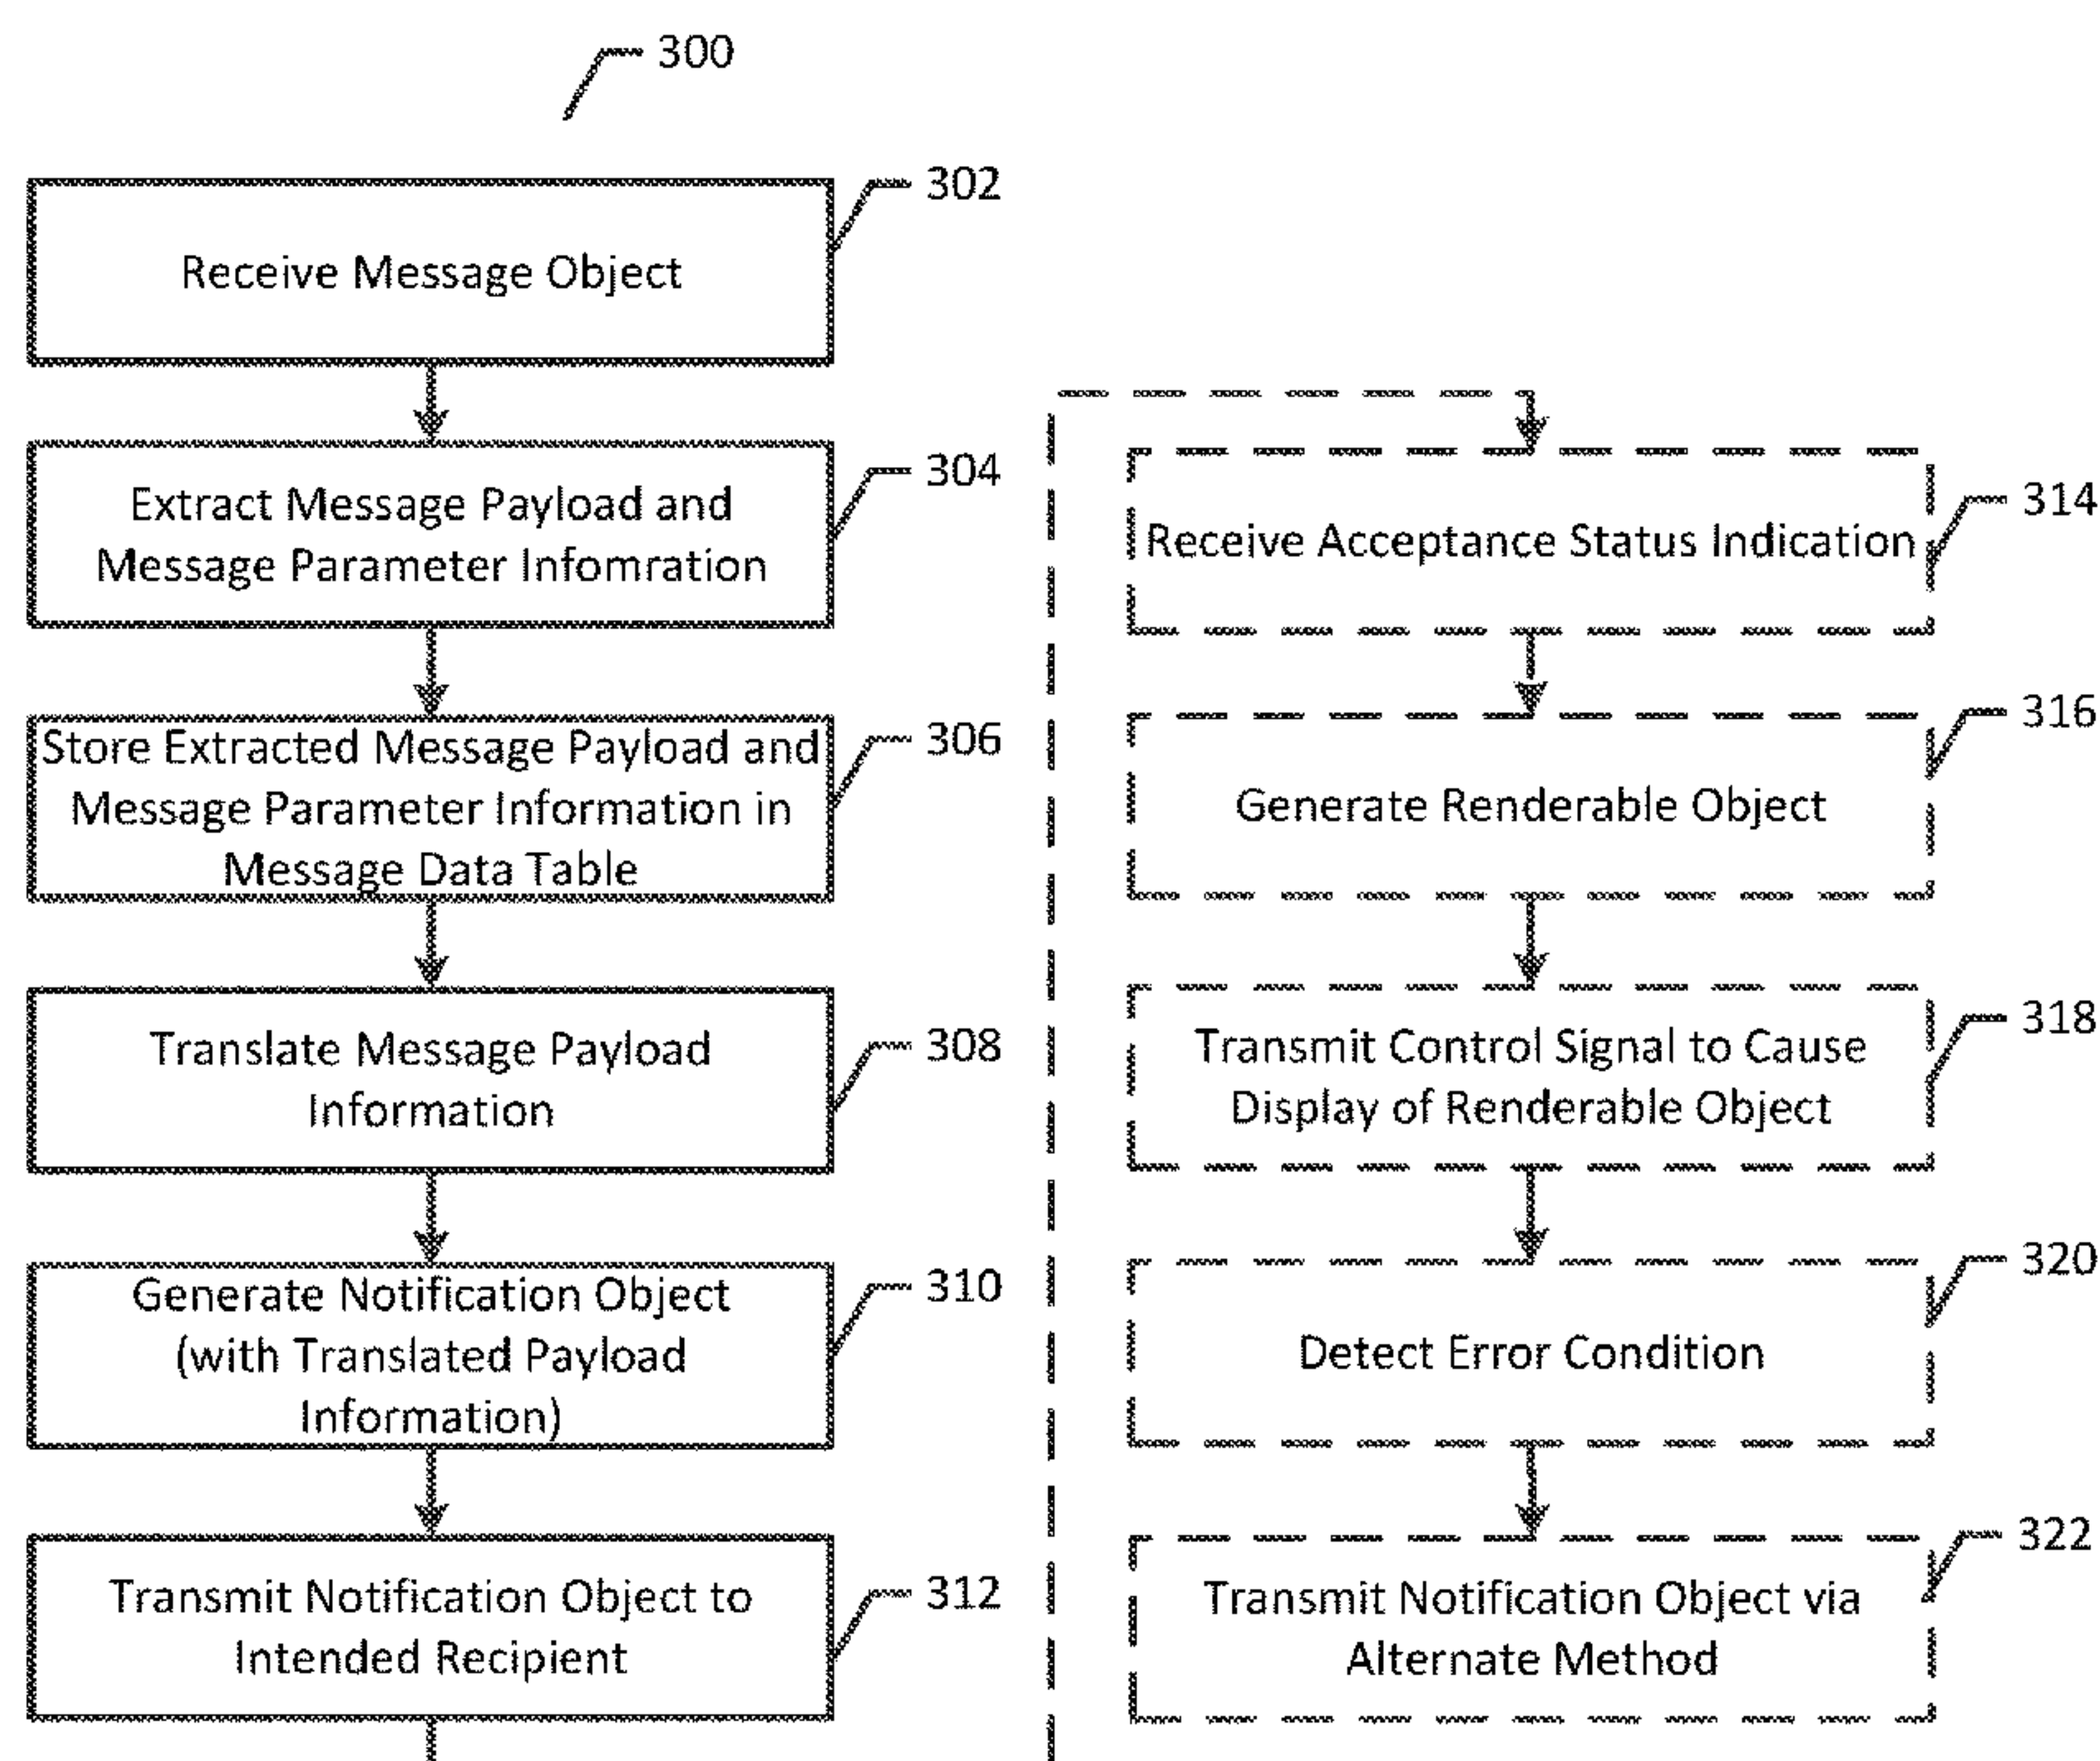 300
302
Receive Message Object
304
Extract Message Payload and
Message Parameter Infomration
306
Store Extracted Message Payload and
Message Parameter Information in
Message Data Table
308
Translate Message Payload
Information
310
Generate Notification Object
(with Translated Payload
Information)
312
Transmit Notification Object to
Intended Recipient
314
Receive Acceptance Status Indication
316
Generate Renderable Object
318
Transmit Control Signal to Cause
Display of Renderable Object
320
Detect Error Condition
322
Transmit Notification Object via
Alternate Method